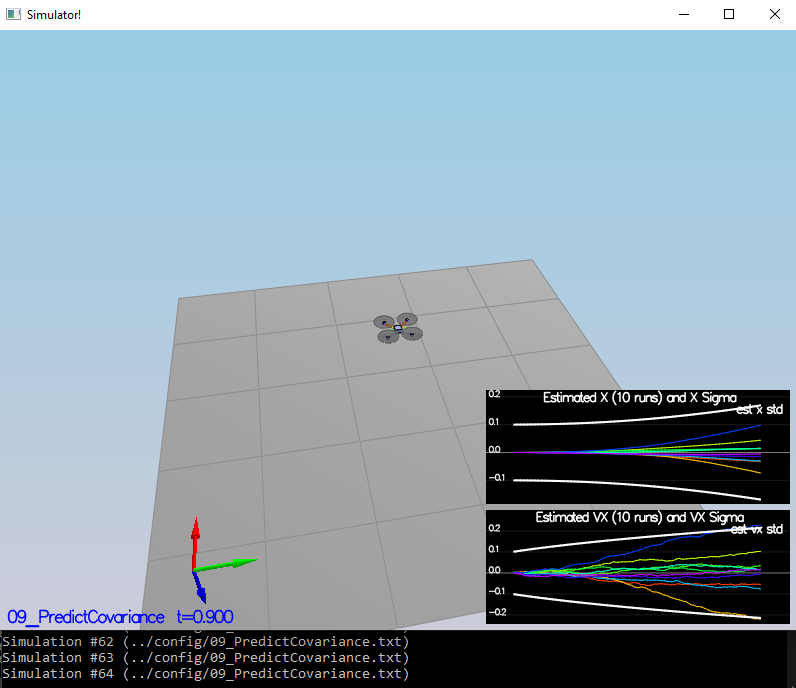 Simulator!
Estimated X (10 runs) and X Sigma
est x std
0.2
0.1
0.0
-0.1
Estimated VX (10 runs) and VX Sigma
est vx std
0.2
0.1
0.0
-0.1
-0.2
09_PredictCovariance t=0.900
Simulation #62 (../config/09_PredictCovariance.txt)
Simulation #63 (../config/09_PredictCovariance.txt)
Simulation #64 (../config/09_PredictCovariance.txt)